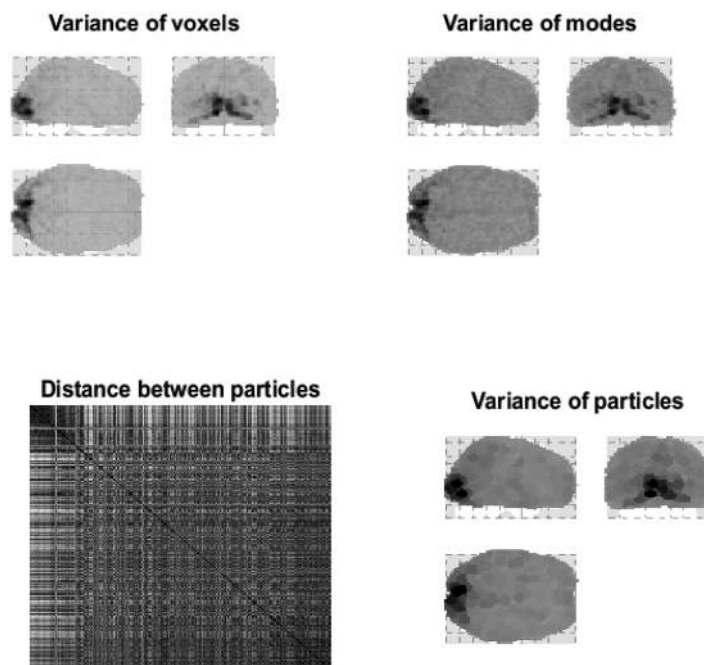 Variance of voxels
Variance of modes
Distance between particles
Variance of particles